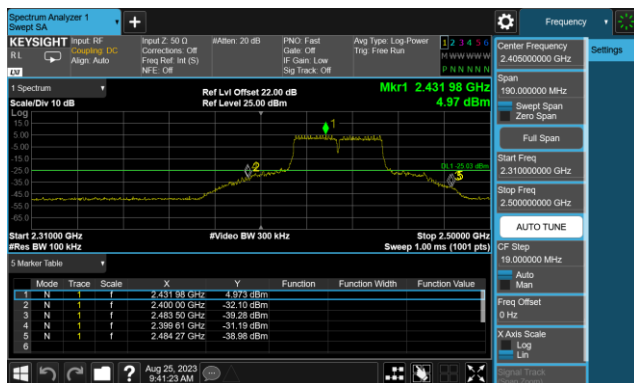 Spectrum Analyzer 1
Swept SA
Frequency
KEYSIGHT
RL
LXI
Input: RF
Coupling: DC
Align: Auto
Input Z: 50 Ω
Corrections: Off
Freq Ref: Int (S)
NFE: Off
#Atten: 20 dB
PNO: Fast
Gate: Off
IF Gain: Low
Sig Track: Off
Avg Type: Log-Power
Trig: Free Run
1 2 3 4 5 6
M W W W W W
P N N N N N
Center Frequency
2.405000000 GHz
Settings
Span
190.000000 MHz
Swept Span
Zero Span
Full Span
Start Freq
2.310000000 GHz
Stop Freq
2.500000000 GHz
AUTO TUNE
CF Step
19.000000 MHz
Auto
Man
Freq Offset
0 Hz
X Axis Scale
Log
Lin
Signal Track
1 Spectrum
Scale/Div 10 dB
Ref Lvl Offset 22.00 dB
Ref Level 25.00 dBm
Mkr1 2.431 98 GHz
4.97 dBm
Log
15.0
5.00
-5.00
-15.0
-25.0
-35.0
-45.0
-55.0
-65.0
1
2
DL1 -25.03 dBm
Start 2.31000 GHz
#Res BW 100 kHz
#Video BW 300 kHz
Stop 2.50000 GHz
Sweep 1.00 ms (1001 pts)
5 Marker Table
Mode Trace Scale X Y Function Function Width Function Value
1 N 1 f 2.431 98 GHz 4.973 dBm
2 N 1 f 2.400 00 GHz -32.10 dBm
3 N 1 f 2.483 50 GHz -39.28 dBm
4 N 1 f 2.399 61 GHz -31.19 dBm
5 N 1 f 2.484 27 GHz -38.98 dBm
6
?
Aug 25, 2023
9:41:23 AM